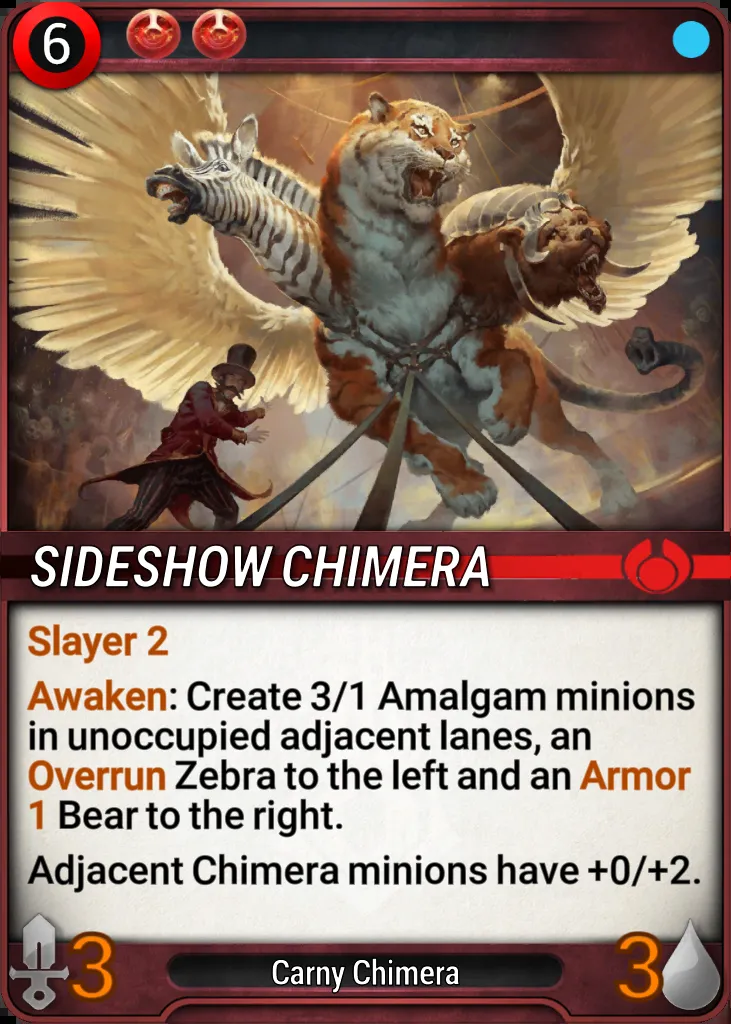 6
SIDESHOW CHIMERA
Slayer 2
Awaken: Create 3/1 Amalgam minions
in unoccupied adjacent lanes, an
Overrun Zebra to the left and an Armor
1 Bear to the right.
Adjacent Chimera minions have +0/+2.
3
Carny Chimera
3